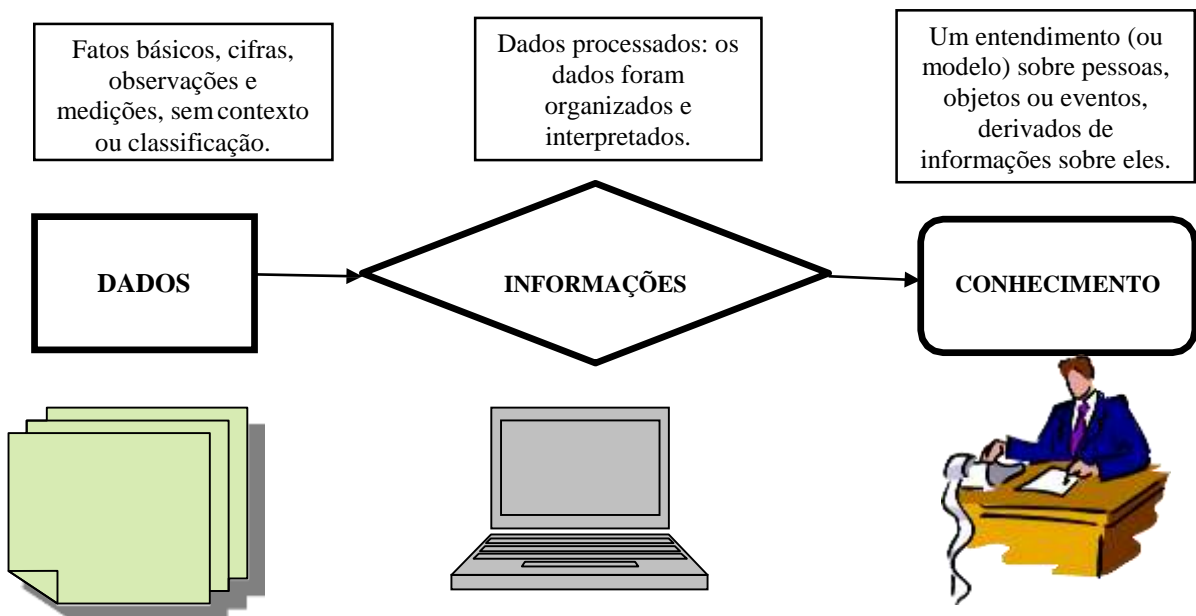 Fatos básicos, cifras,
observações e
medições, sem contexto
ou classificação.
Dados processados: os
dados foram
organizados e
interpretados.
Um entendimento (ou
modelo) sobre pessoas,
objetos ou eventos,
derivados de
informações sobre eles.
DADOS
INFORMAÇÕES
CONHECIMENTO